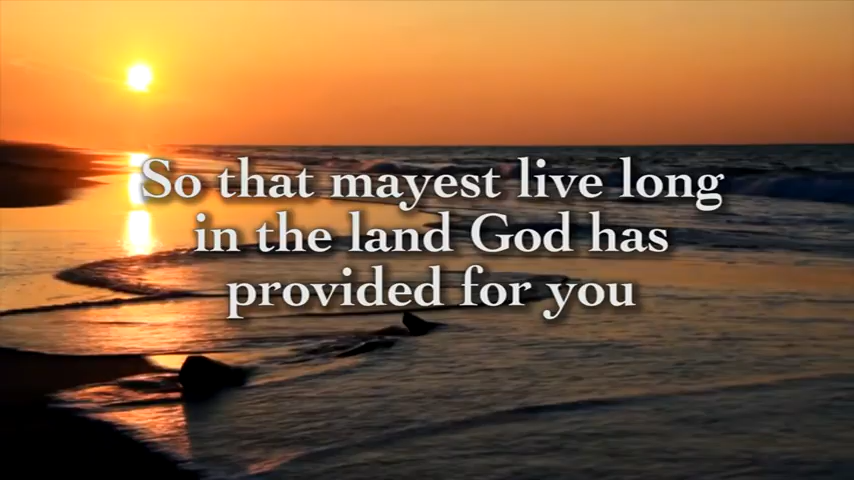 So that mayest live long
in the land God has
provided for you